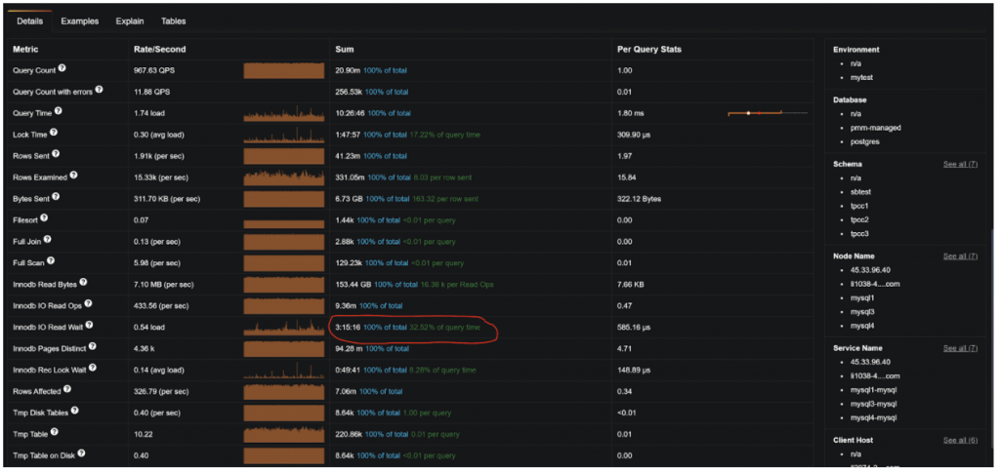 Details Examples Explain Tables
Metric Rate/Second Sum Per Query Stats
Query Count 967.63 QPS 20.90m 100% of total 1.00
Query Count with errors 11.88 QPS 256.53k 100% of total 0.01
Query Time 1.74 load 10:26:46 100% of total 1.80 ms
Lock Time 0.30 (avg load) 1:47:57 100% of total 17.22% of query time 309.90 µs
Rows Sent 1.91k (per sec) 41.23m 100% of total 1.97
Rows Examined 15.33k (per sec) 331.05m 100% of total 8.03 per row sent 15.84
Bytes Sent 311.70 KB (per sec) 6.73 GB 100% of total 163.32 per row sent 322.12 Bytes
Filesort 0.07 1.44k 100% of total <0.01 per query 0.00
Full Join 0.13 (per sec) 2.88k 100% of total <0.01 per query 0.00
Full Scan 5.98 (per sec) 129.23k 100% of total <0.01 per query 0.01
Innodb Read Bytes 7.10 MB (per sec) 153.44 GB 100% of total 16.38 k per Read Ops 7.66 KB
Innodb IO Read Ops 433.56 (per sec) 9.36m 100% of total 0.47
Innodb IO Read Wait 0.54 load 3:15:16 100% of total 32.52% of query time 585.16 µs
Innodb Pages Distinct 4.36 k 94.28 m 100% of total 4.71
Innodb Rec Lock Wait 0.14 (avg load) 0:49:41 100% of total 8.28% of query time 148.89 µs
Rows Affected 326.79 (per sec) 7.06m 100% of total 0.34
Tmp Disk Tables 0.40 (per sec) 8.64k 100% of total 1.00 per query <0.01
Tmp Table 10.22 220.86k 100% of total 0.01 per query 0.01
Tmp Table on Disk 0.40 8.64k 100% of total <0.01 per query 0.00
Environment
n/a
mytest
Database
n/a
pmm-managed
postgres
Schema See all (7)
n/a
sbtest
tpcc1
tpcc2
tpcc3
Node Name See all (7)
45.33.96.40
li1038-4....com
mysql1
mysql3
mysql4
Service Name See all (7)
45.33.96.40
li1038-4....com
mysql1-mysql
mysql3-mysql
mysql4-mysql
Client Host See all (6)
n/a